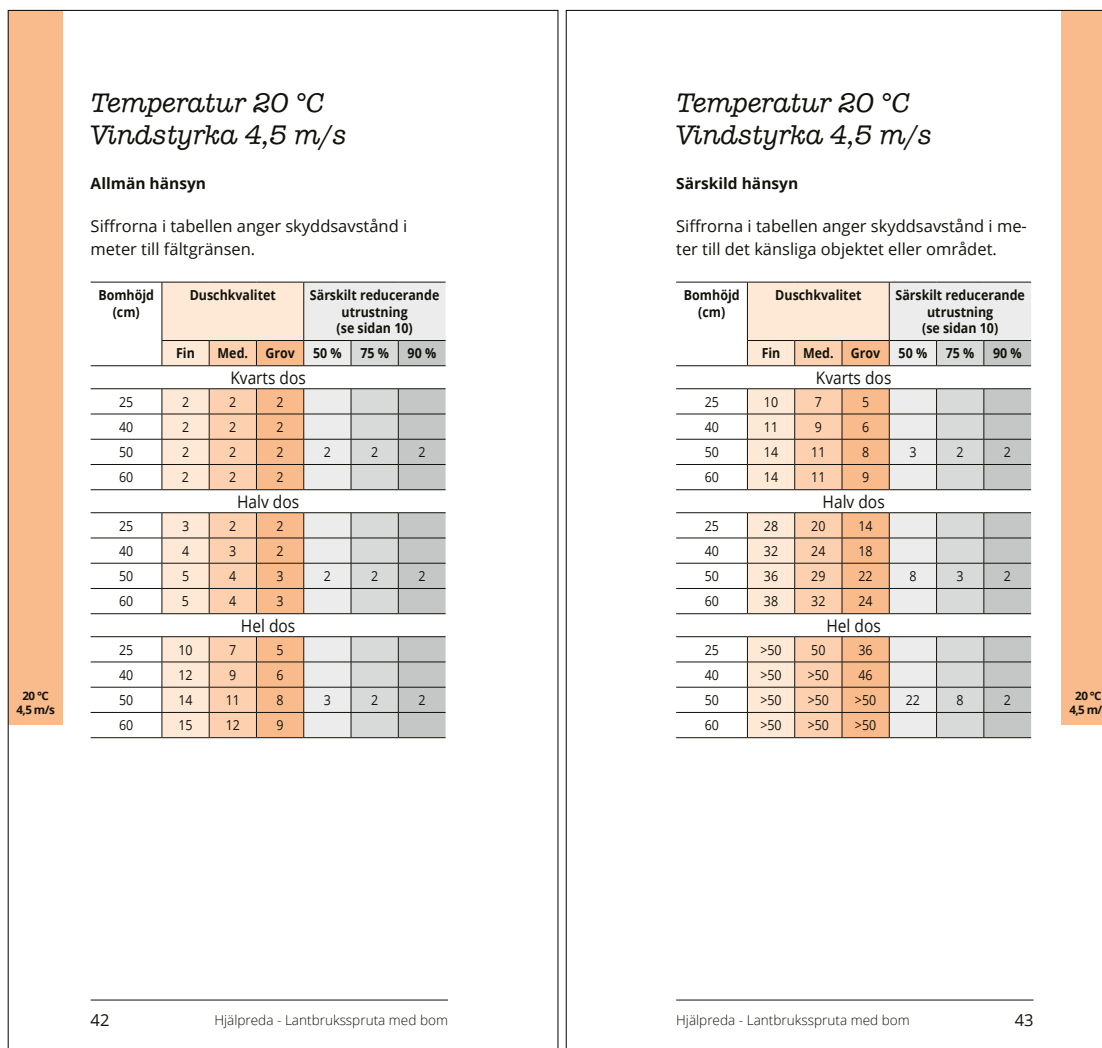 Temperatur 20 °C
Vindstyrka 4,5 m/s
Allmän hänsyn
Siffrorna i tabellen anger skyddsavstånd i
meter till fältgränsen.
Bomhöjd (cm) Duschkvalitet Särskilt reducerande utrustning (se sidan 10)
Fin Med. Grov 50 % 75 % 90 %
Kvarts dos
25 2 2 2
40 2 2 2
50 2 2 2 2 2 2
60 2 2 2
Halv dos
25 3 2 2
40 4 3 2
50 5 4 3 2 2 2
60 5 4 3
Hel dos
25 10 7 5
40 12 9 6
50 14 11 8 3 2 2
60 15 12 9
20 °C
4,5 m/s
42 Hjälpreda - Lantbruksspruta med bom
Temperatur 20 °C
Vindstyrka 4,5 m/s
Särskild hänsyn
Siffrorna i tabellen anger skyddsavstånd i me-
ter till det känsliga objektet eller området.
Bomhöjd (cm) Duschkvalitet Särskilt reducerande utrustning (se sidan 10)
Fin Med. Grov 50 % 75 % 90 %
Kvarts dos
25 10 7 5
40 11 9 6
50 14 11 8 3 2 2
60 14 11 9
Halv dos
25 28 20 14
40 32 24 18
50 36 29 22 8 3 2
60 38 32 24
Hel dos
25 >50 50 36
40 >50 >50 46
50 >50 >50 >50 22 8 2
60 >50 >50 >50
20 °C
4,5 m/
Hjälpreda - Lantbruksspruta med bom 43